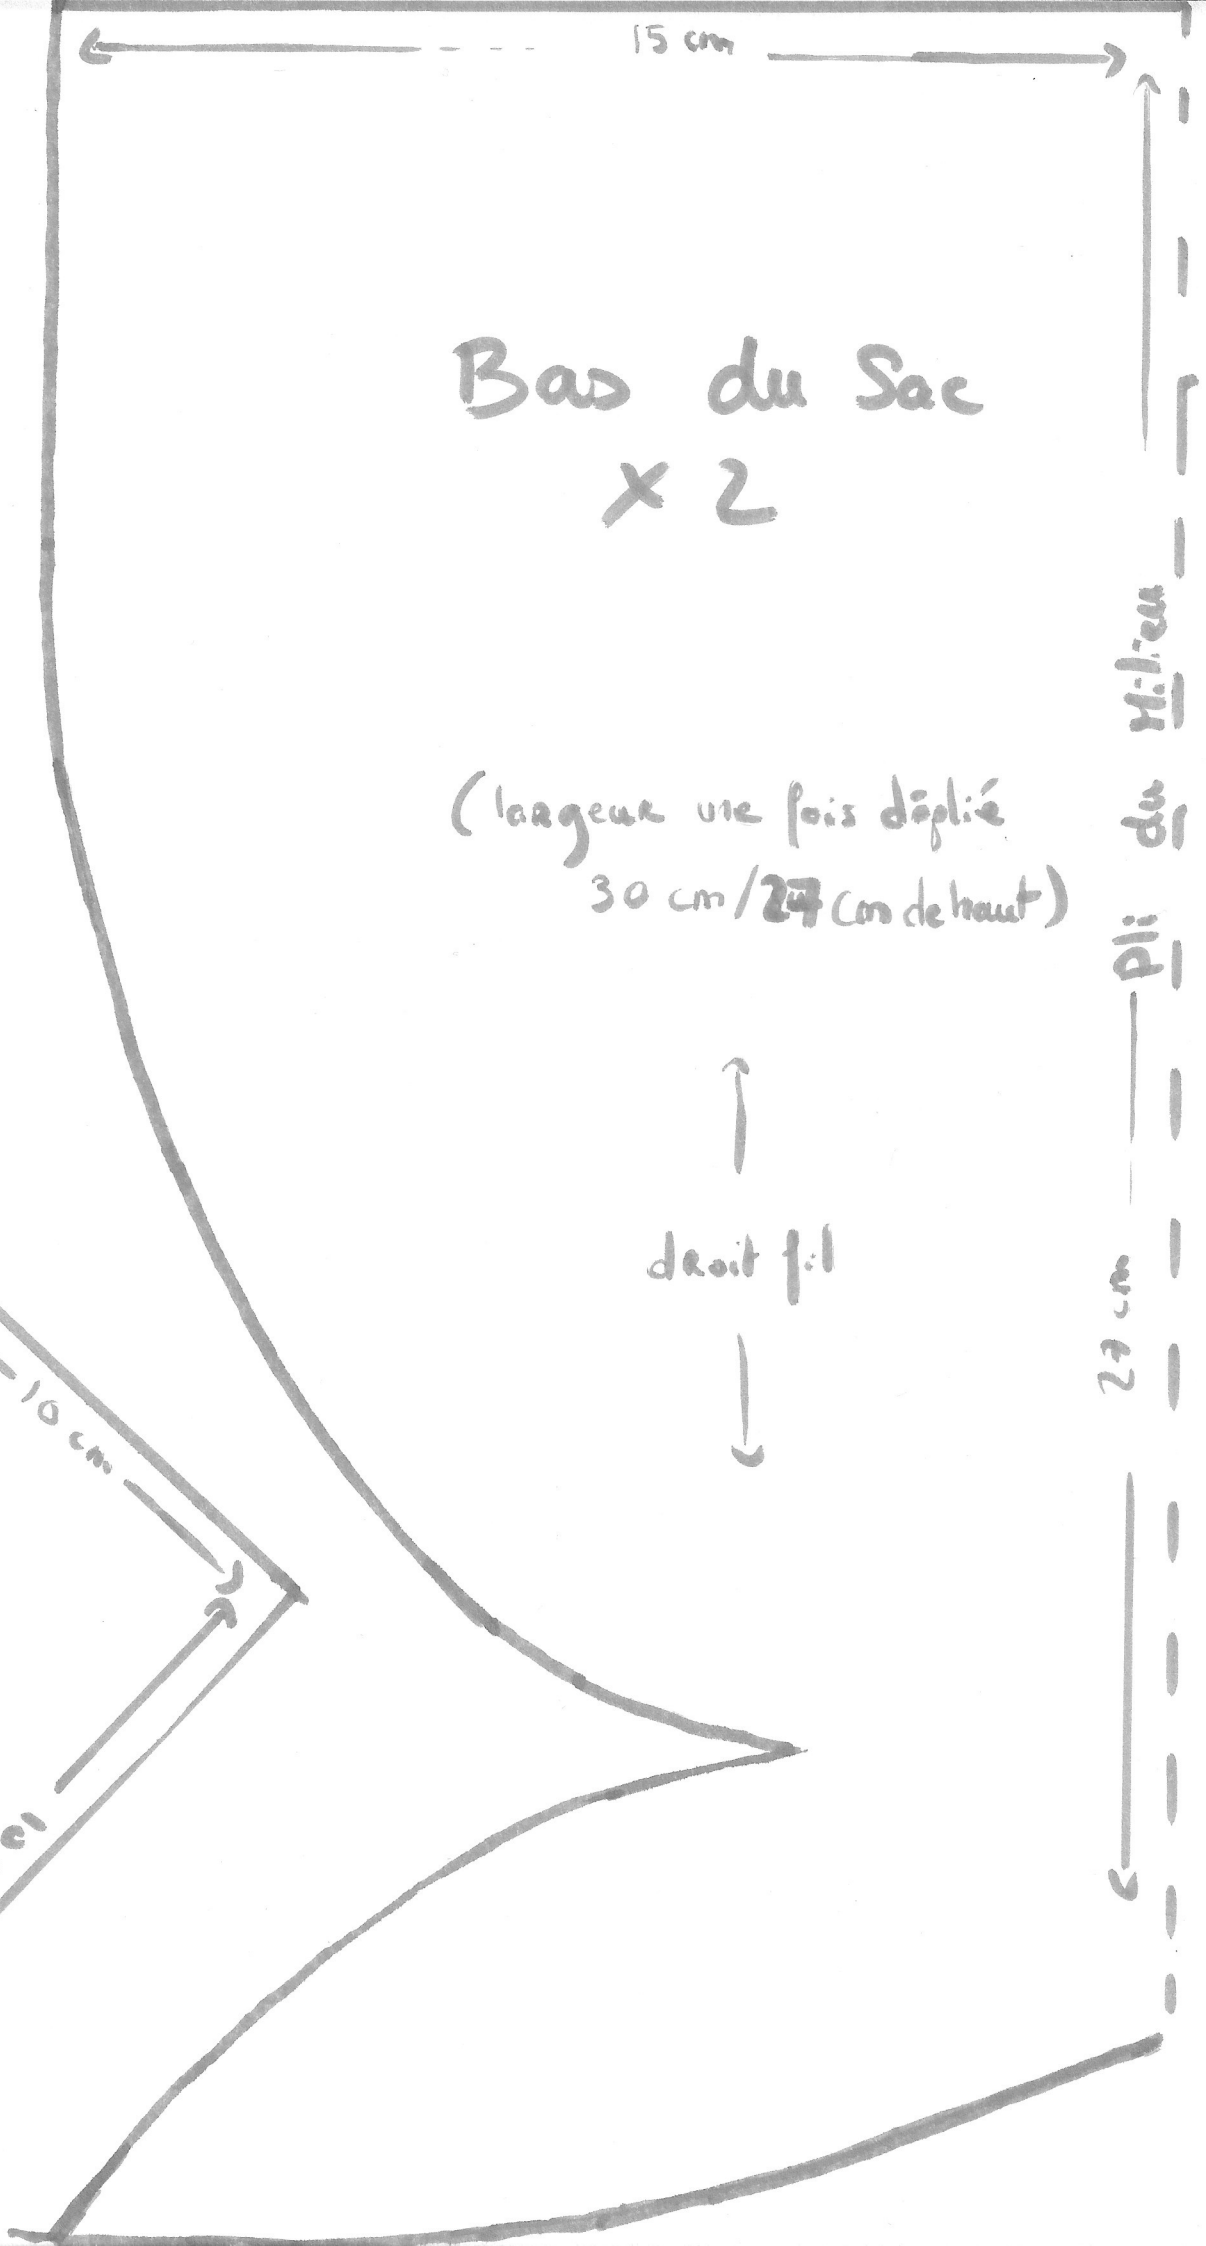 15 cm
Bas du Sac
x 2
Pli du Milieu
(largeur une fois déplié
30 cm/27 cm de haut)
droit fil
27 cm
10 cm